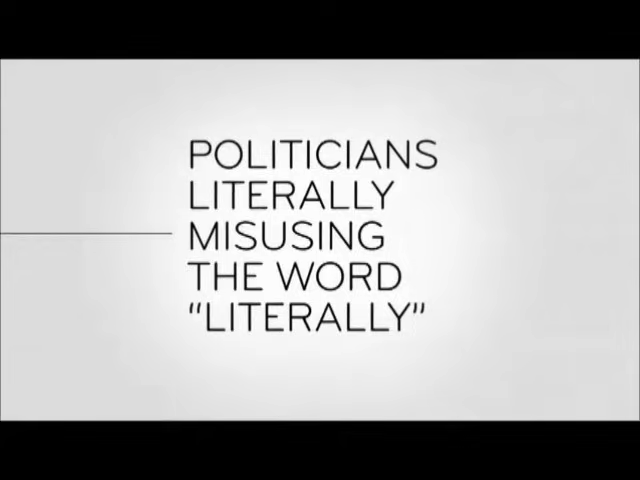 POLITICIANS
LITERALLY
MISUSING
THE WORD
“LITERALLY”